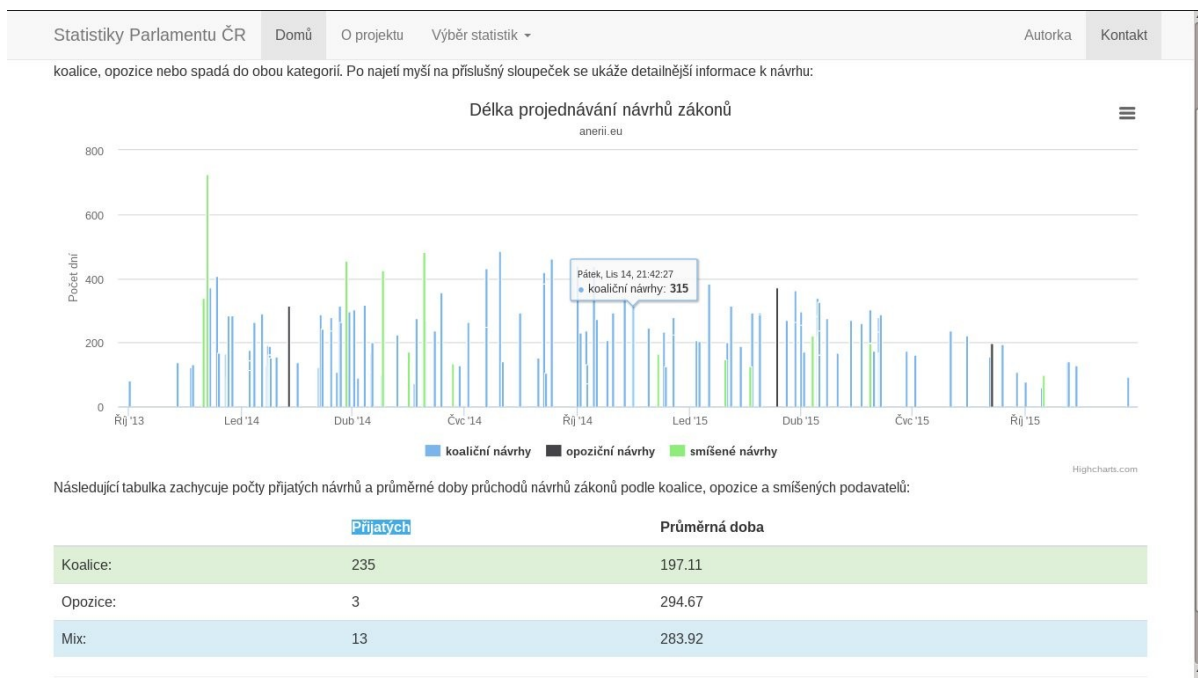 Statistiky Parlamentu ČR Domů O projektu Výběr statistik Autorka Kontakt
koalice, opozice nebo spadá do obou kategorií. Po najetí myší na příslušný sloupeček se ukáže detailnější informace k návrhu:
Délka projednávání návrhů zákonů
anerii.eu
Počet dní
800
600
400
200
0
Pátek, Lis 14, 21:42:27
koaliční návrhy: 315
Říj '13 Led '14 Dub '14 Čvc '14 Říj '14 Led '15 Dub '15 Čvc '15 Říj '15
koaliční návrhy opoziční návrhy smíšené návrhy
Highcharts.com
Následující tabulka zachycuje počty přijatých návrhů a průměrné doby průchodů návrhů zákonů podle koalice, opozice a smíšených podavatelů:
Přijatých Průměrná doba
Koalice: 235 197.11
Opozice: 3 294.67
Mix: 13 283.92